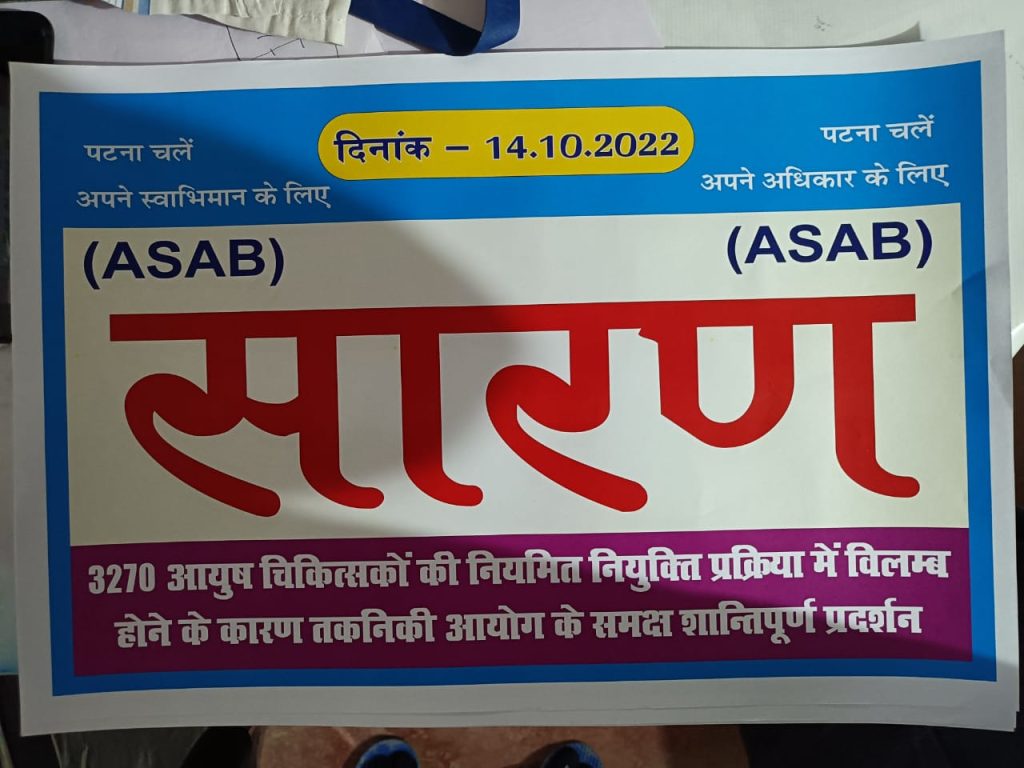 दिनांक – 14.10.2022
पटना चलें
अपने स्वाभिमान के लिए
पटना चलें
अपने अधिकार के लिए
(ASAB)
(ASAB)
सारण
3270 आयुष चिकित्सकों की नियमित नियुक्ति प्रक्रिया में विलम्ब
होने के कारण तकनिकी आयोग के समक्ष शान्तिपूर्ण प्रदर्शन